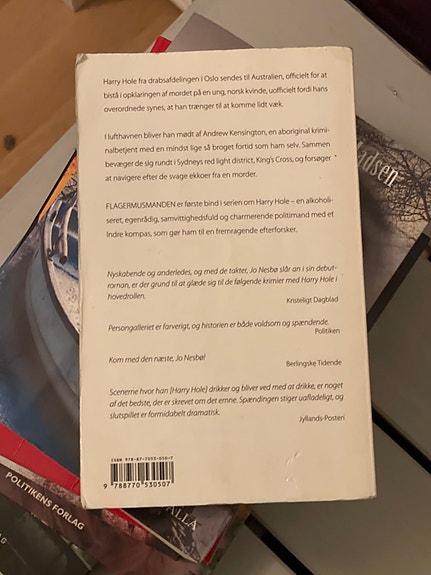 Harry Hole fra drabsafdelingen i Oslo sendes til Australien, officielt for at
bistå i opklaringen af mordet på en ung, norsk kvinde, uofficielt fordi hans
overordnede synes, at han trænger til at komme lidt væk.
I lufthavnen bliver han mødt af Andrew Kensington, en aboriginal krimi-
nalbetjent med en mindst lige så broget fortid som ham selv. Sammen
bevæger de sig rundt i Sydneys red light district, King's Cross, og forsøger
at navigere efter de svage ekkoer fra en morder.
FLAGERMUSMANDEN er første bind i serien om Harry Hole – en alkoholi-
seret, egenrådig, samvittighedsfuld og charmerende politimand med et
indre kompas, som gør ham til en fremragende efterforsker.
Nyskabende og anderledes, og med de takter, Jo Nesbø slår an i sin debut-
roman, er der grund til at glæde sig til de følgende krimier med Harry Hole i
hovedrollen.
Kristeligt Dagblad
Persongalleriet er farverigt, og historien er både voldsom og spændende.
Politiken
Kom med den næste, Jo Nesbø!
Berlingske Tidende
Scenerne hvor han [Harry Hole] drikker og bliver ved med at drikke, er noget
af det bedste, der er skrevet om det emne. Spændingen stiger uafladeligt, og
slutspillet er formidabelt dramatisk.
Jyllands-Posten
ISBN 978-87-7053-050-7
9 788770 530507
POLITIKENS FORLAG
ALLA